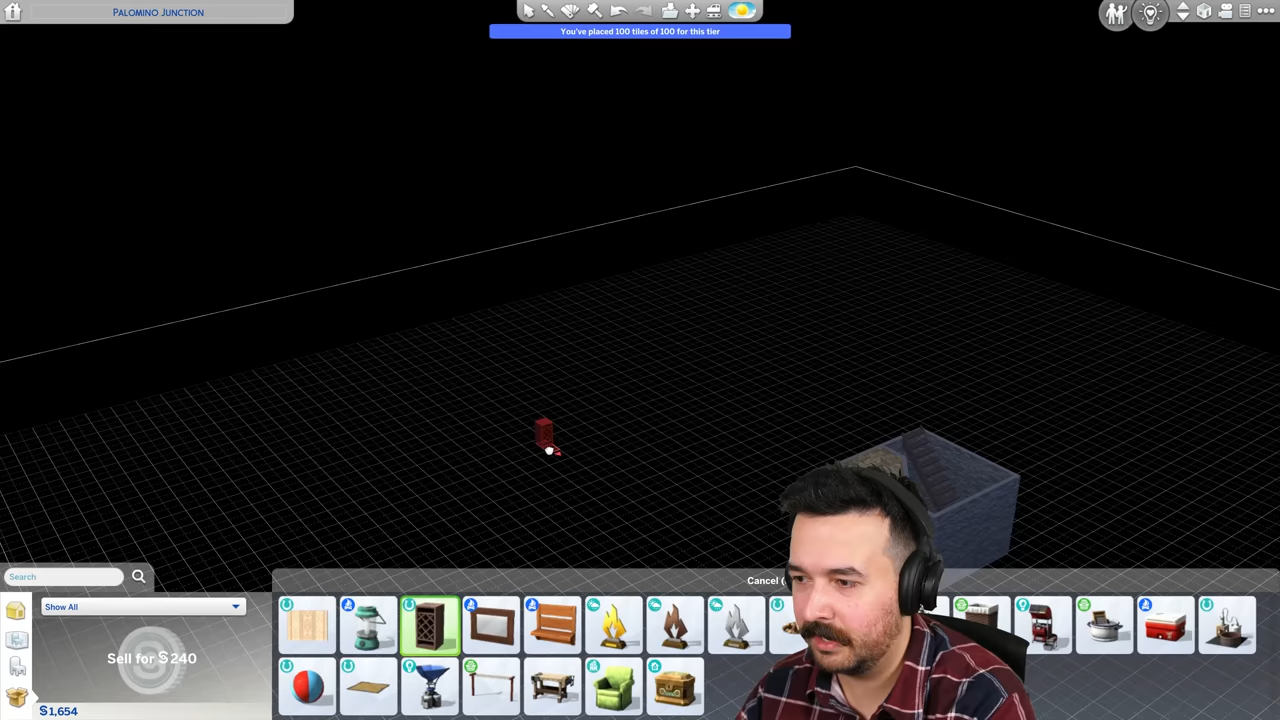 PALOMINO JUNCTION
You've placed 100 tiles of 100 for this tier
Search
Cancel (
Show All
Sell for §240
§1,654